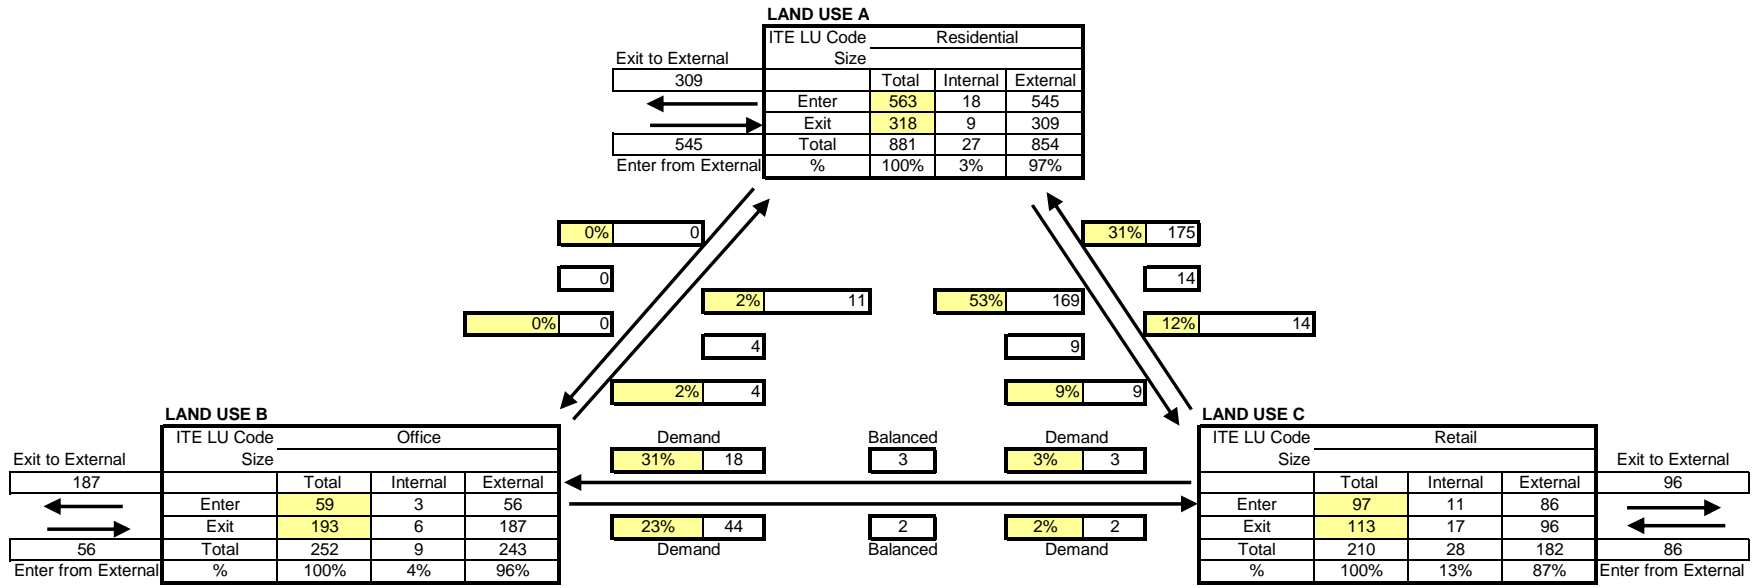 LAND USE A
ITE LU Code Residential
Exit to External Size
309 Total Internal External
Enter 563 18 545
Exit 318 9 309
545 Total 881 27 854
Enter from External % 100% 3% 97%
0% 0 31% 175
0 14
2% 11 53% 169
0% 0 12% 14
4 9
2% 4 9% 9
LAND USE B LAND USE C
ITE LU Code Office Demand Balanced Demand ITE LU Code Retail
Exit to External Size 31% 18 3 3% 3 Size Exit to External
187 Total Internal External Total Internal External 96
Enter 59 3 56 Enter 97 11 86
Exit 193 6 187 23% 44 2 2% 2 Exit 113 17 96
56 Total 252 9 243 Demand Balanced Demand Total 210 28 182 86
Enter from External % 100% 4% 96% % 100% 13% 87% Enter from External